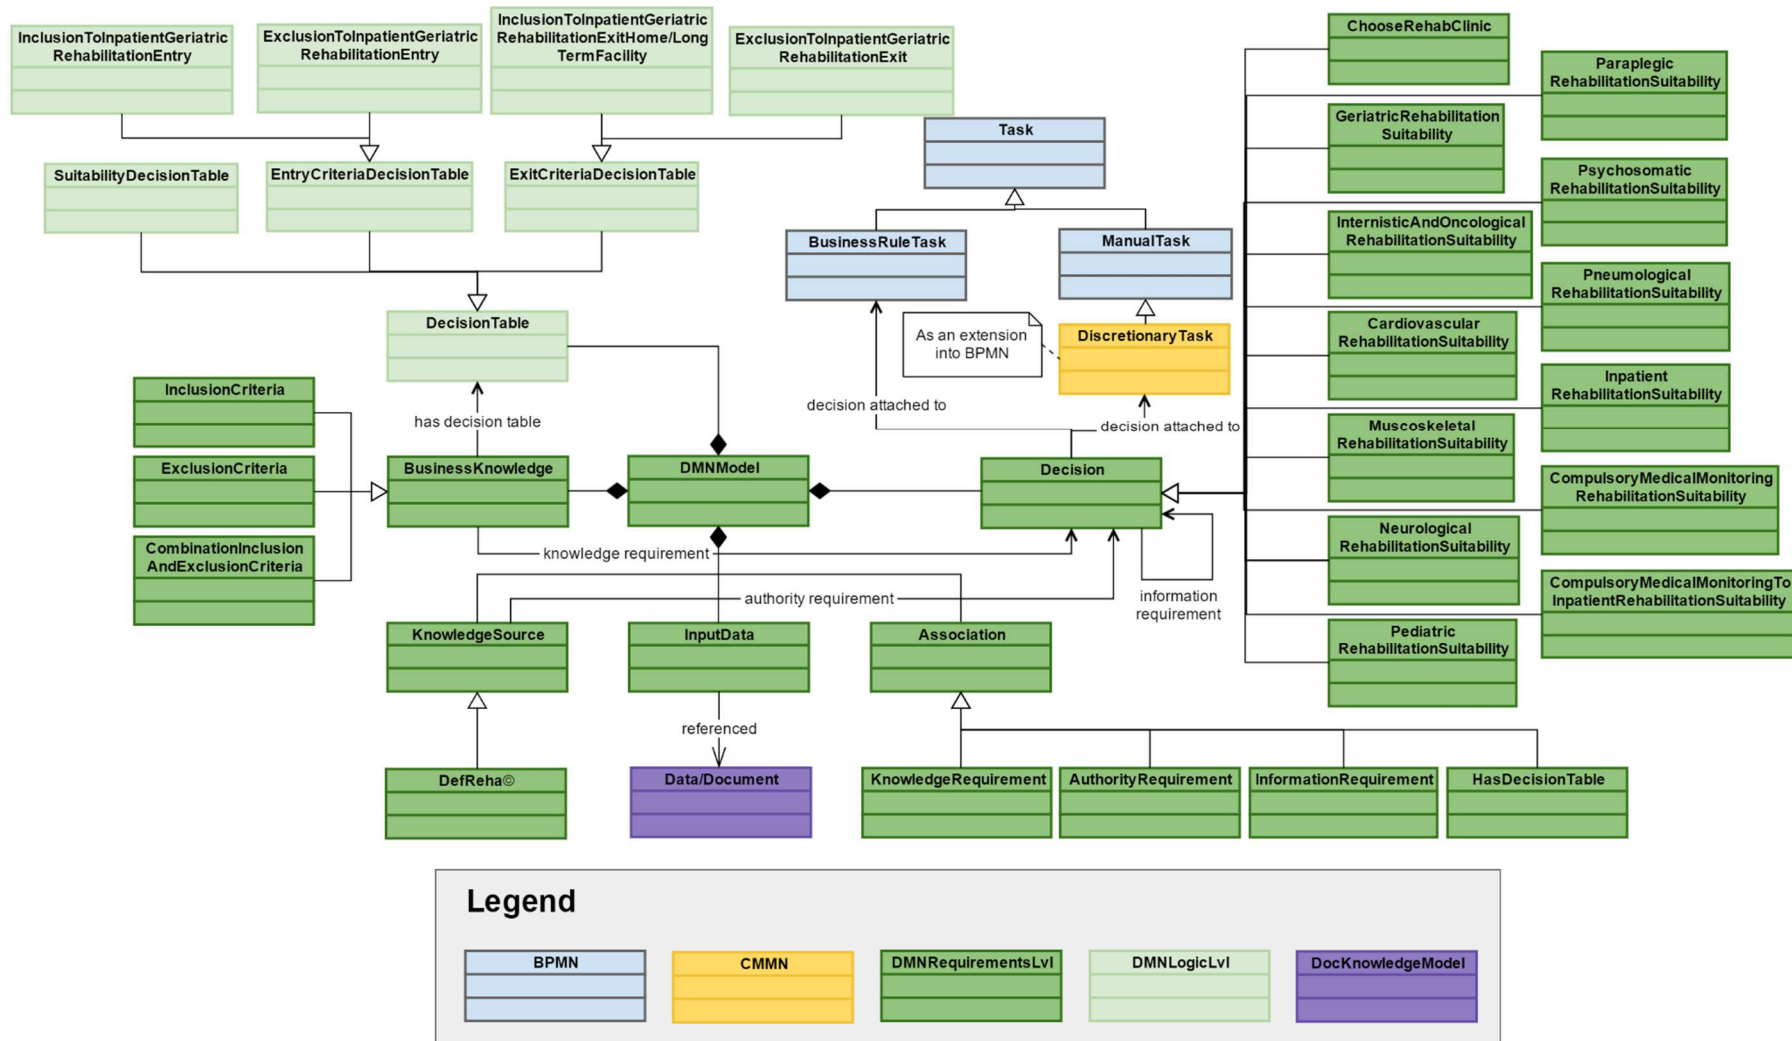 InclusionToInpatientGeriatric
RehabilitationEntry
ExclusionToInpatientGeriatric
RehabilitationEntry
InclusionToInpatientGeriatric
RehabilitationExitHome/Long
TermFacility
ExclusionToInpatientGeriatric
RehabilitationExit
SuitabilityDecisionTable
EntryCriteriaDecisionTable
ExitCriteriaDecisionTable
Task
BusinessRuleTask
ManualTask
DecisionTable
As an extension
into BPMN
DiscretionaryTask
has decision table
decision attached to
decision attached to
InclusionCriteria
ExclusionCriteria
CombinationInclusion
AndExclusionCriteria
BusinessKnowledge
DMNModel
Decision
knowledge requirement
authority requirement
information
requirement
KnowledgeSource
InputData
Association
referenced
DefReha©
Data/Document
KnowledgeRequirement
AuthorityRequirement
InformationRequirement
HasDecisionTable
ChooseRehabClinic
Paraplegic
RehabilitationSuitability
GeriatricRehabilitation
Suitability
Psychosomatic
RehabilitationSuitability
InternisticAndOncological
RehabilitationSuitability
Pneumological
RehabilitationSuitability
Cardiovascular
RehabilitationSuitability
Inpatient
RehabilitationSuitability
Muscoskeletal
RehabilitationSuitability
CompulsoryMedicalMonitoring
RehabilitationSuitability
Neurological
RehabilitationSuitability
CompulsoryMedicalMonitoringTo
InpatientRehabilitationSuitability
Pediatric
RehabilitationSuitability
Legend
BPMN
CMMN
DMNRequirementsLvl
DMNLogicLvl
DocKnowledgeModel